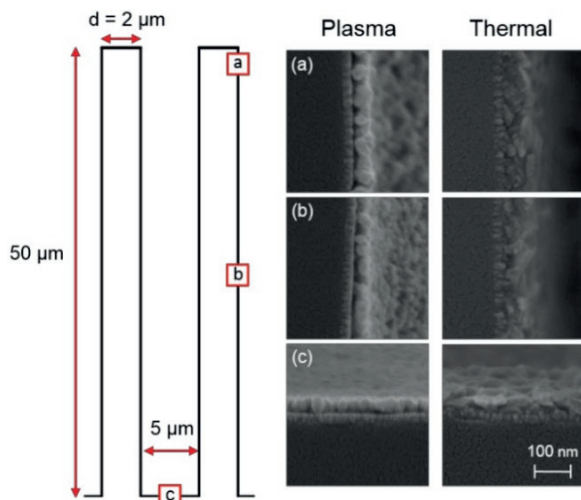 d = 2 μm
Plasma Thermal
a
(a)
50 μm
b
(b)
5 μm
c
(c)
100 nm